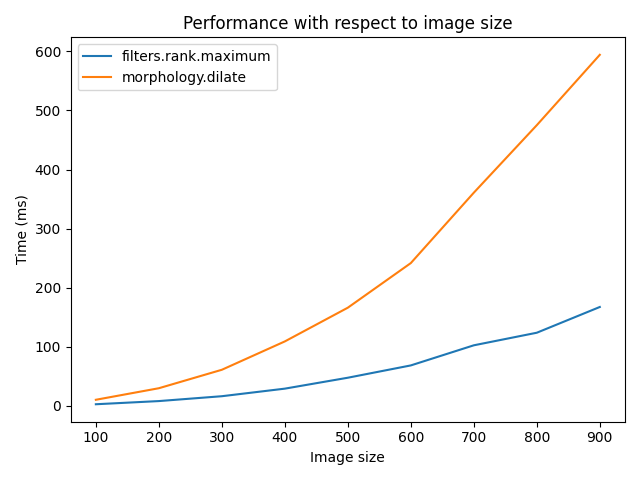 Performance with respect to image size
filters.rank.maximum
morphology.dilate
Time (ms)
600
500
400
300
200
100
0
100 200 300 400 500 600 700 800 900
Image size